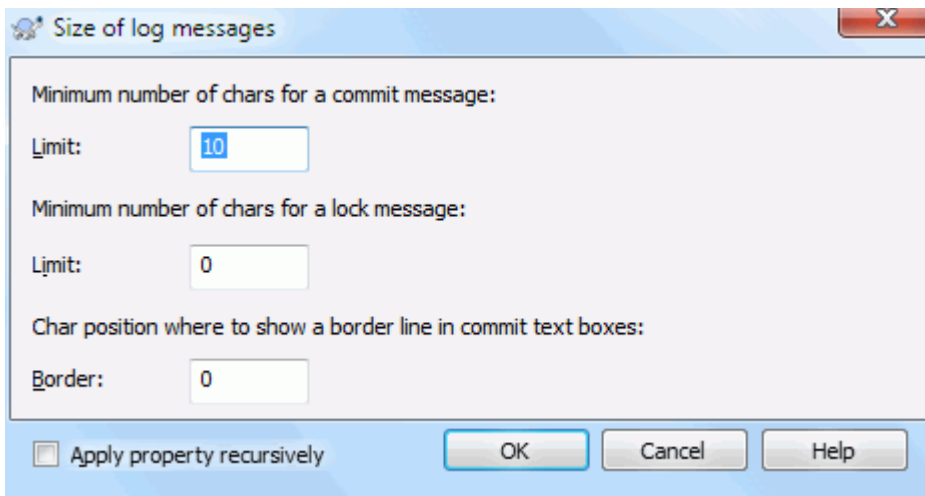 Size of log messages
Minimum number of chars for a commit message:
Limit: 10
Minimum number of chars for a lock message:
Limit: 0
Char position where to show a border line in commit text boxes:
Border: 0
Apply property recursively OK Cancel Help